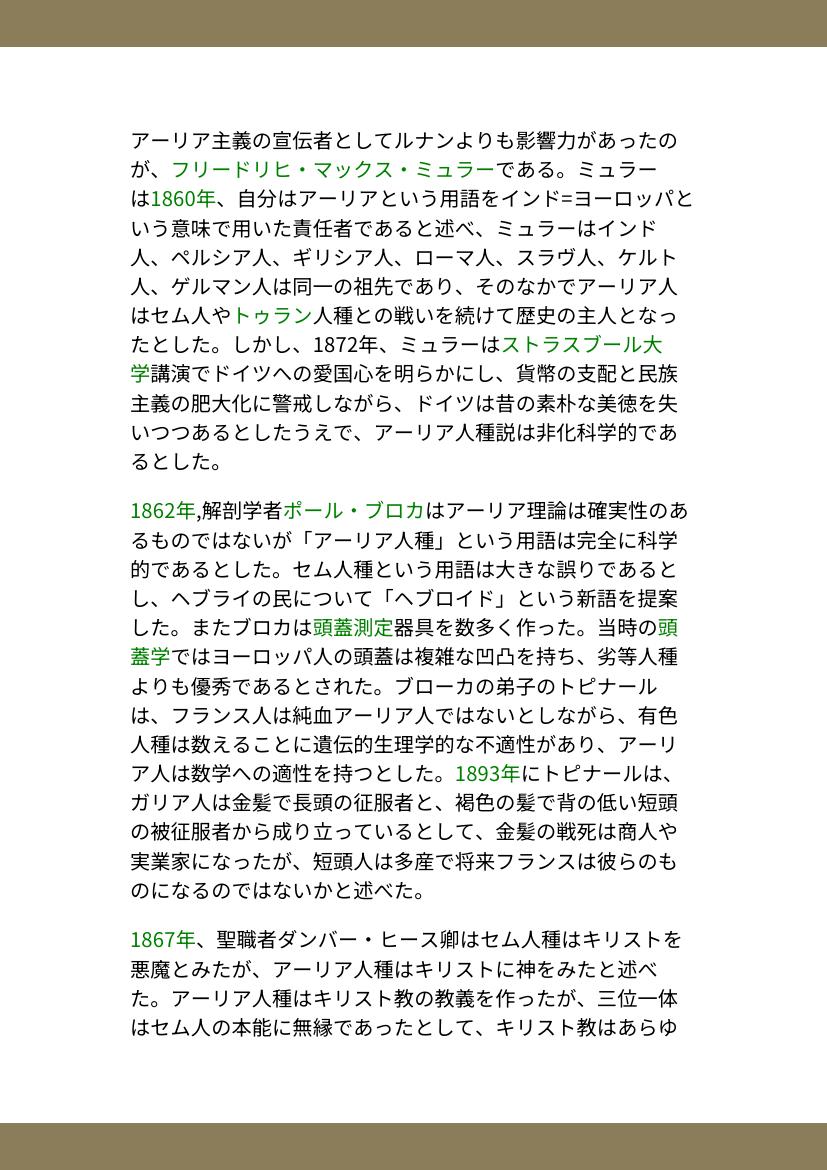 アーリア主義の宣伝者としてルナンよりも影響力があったの
が、フリードリヒ・マックス・ミュラーである。ミュラー
は1860年、自分はアーリアという用語をインド=ヨーロッパと
いう意味で用いた責任者であると述べ、ミュラーはインド
人、ペルシア人、ギリシア人、ローマ人、スラヴ人、ケルト
人、ゲルマン人は同一の祖先であり、そのなかでアーリア人
はセム人やトゥラン人種との戦いを続けて歴史の主人となっ
たとした。しかし、1872年、ミュラーはストラスブール大
学講演でドイツへの愛国心を明らかにし、貨幣の支配と民族
主義の肥大化に警戒しながら、ドイツは昔の素朴な美徳を失
いつつあるとしたうえで、アーリア人種説は非化科学的であ
るとした。
1862年,解剖学者ポール・ブロカはアーリア理論は確実性のあ
るものではないが「アーリア人種」という用語は完全に科学
的であるとした。セム人種という用語は大きな誤りであると
し、ヘブライの民について「ヘブロイド」という新語を提案
した。またブロカは頭蓋測定器具を数多く作った。当時の頭
蓋学ではヨーロッパ人の頭蓋は複雑な凹凸を持ち、劣等人種
よりも優秀であるとされた。ブローカの弟子のトピナール
は、フランス人は純血アーリア人ではないとしながら、有色
人種は数えることに遺伝的生理学的な不適性があり、アーリ
ア人は数学への適性を持つとした。1893年にトピナールは、
ガリア人は金髪で長頭の征服者と、褐色の髪で背の低い短頭
の被征服者から成り立っているとして、金髪の戦死は商人や
実業家になったが、短頭人は多産で将来フランスは彼らのも
のになるのではないかと述べた。
1867年、聖職者ダンバー・ヒース卿はセム人種はキリストを
悪魔とみたが、アーリア人種はキリストに神をみたと述べ
た。アーリア人種はキリスト教の教義を作ったが、三位一体
はセム人の本能に無縁であったとして、キリスト教はあらゆ